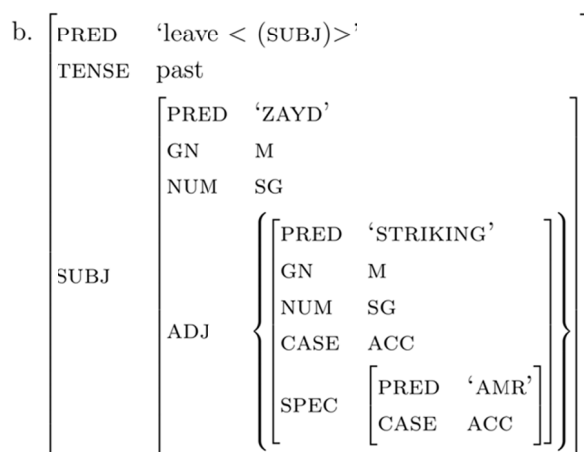 b. PRED ‘leave < (SUBJ)>’
TENSE past
PRED ‘ZAYD’
GN M
NUM SG
PRED ‘STRIKING’
GN M
SUBJ
NUM SG
ADJ
CASE ACC
PRED ‘AMR’
SPEC
CASE ACC